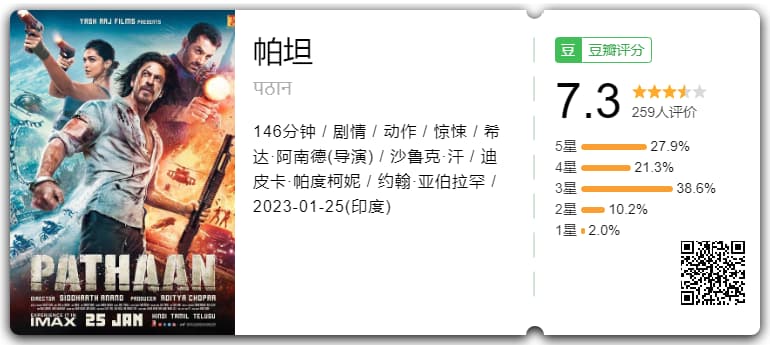 YASH RAJ FILMS PRESENTS
PATHAAN
DIRECTOR SIDDHARTH ANAND PRODUCER ADITYA CHOPRA
EXPERIENCE IT IN
IMAX 25 JAN HINDI TAMIL TELUGU
帕坦
पठान
146分钟 / 剧情 / 动作 / 惊悚 / 希
达·阿南德(导演) / 沙鲁克·汗 / 迪
皮卡·帕度柯妮 / 约翰·亚伯拉罕 /
2023-01-25(印度)
豆 豆瓣评分
7.3
259人评价
5星 27.9%
4星 21.3%
3星 38.6%
2星 10.2%
1星 2.0%